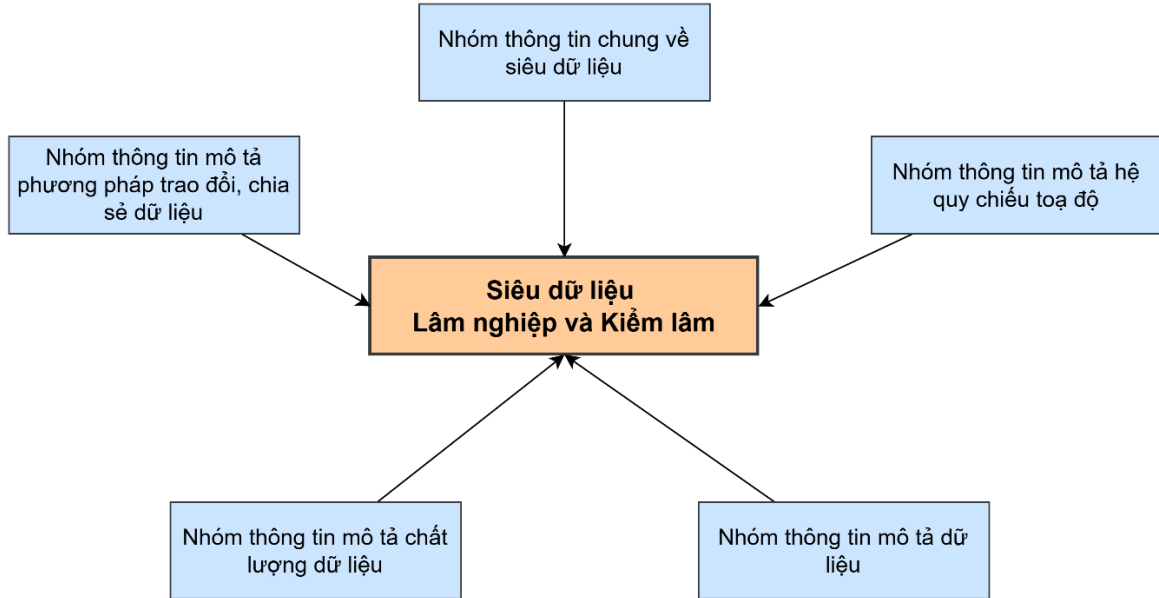 Nhóm thông tin chung về
siêu dữ liệu
Nhóm thông tin mô tả
phương pháp trao đổi, chia
sẻ dữ liệu
Nhóm thông tin mô tả hệ
quy chiếu toạ độ
Siêu dữ liệu
Lâm nghiệp và Kiểm lâm
Nhóm thông tin mô tả chất
lượng dữ liệu
Nhóm thông tin mô tả dữ
liệu